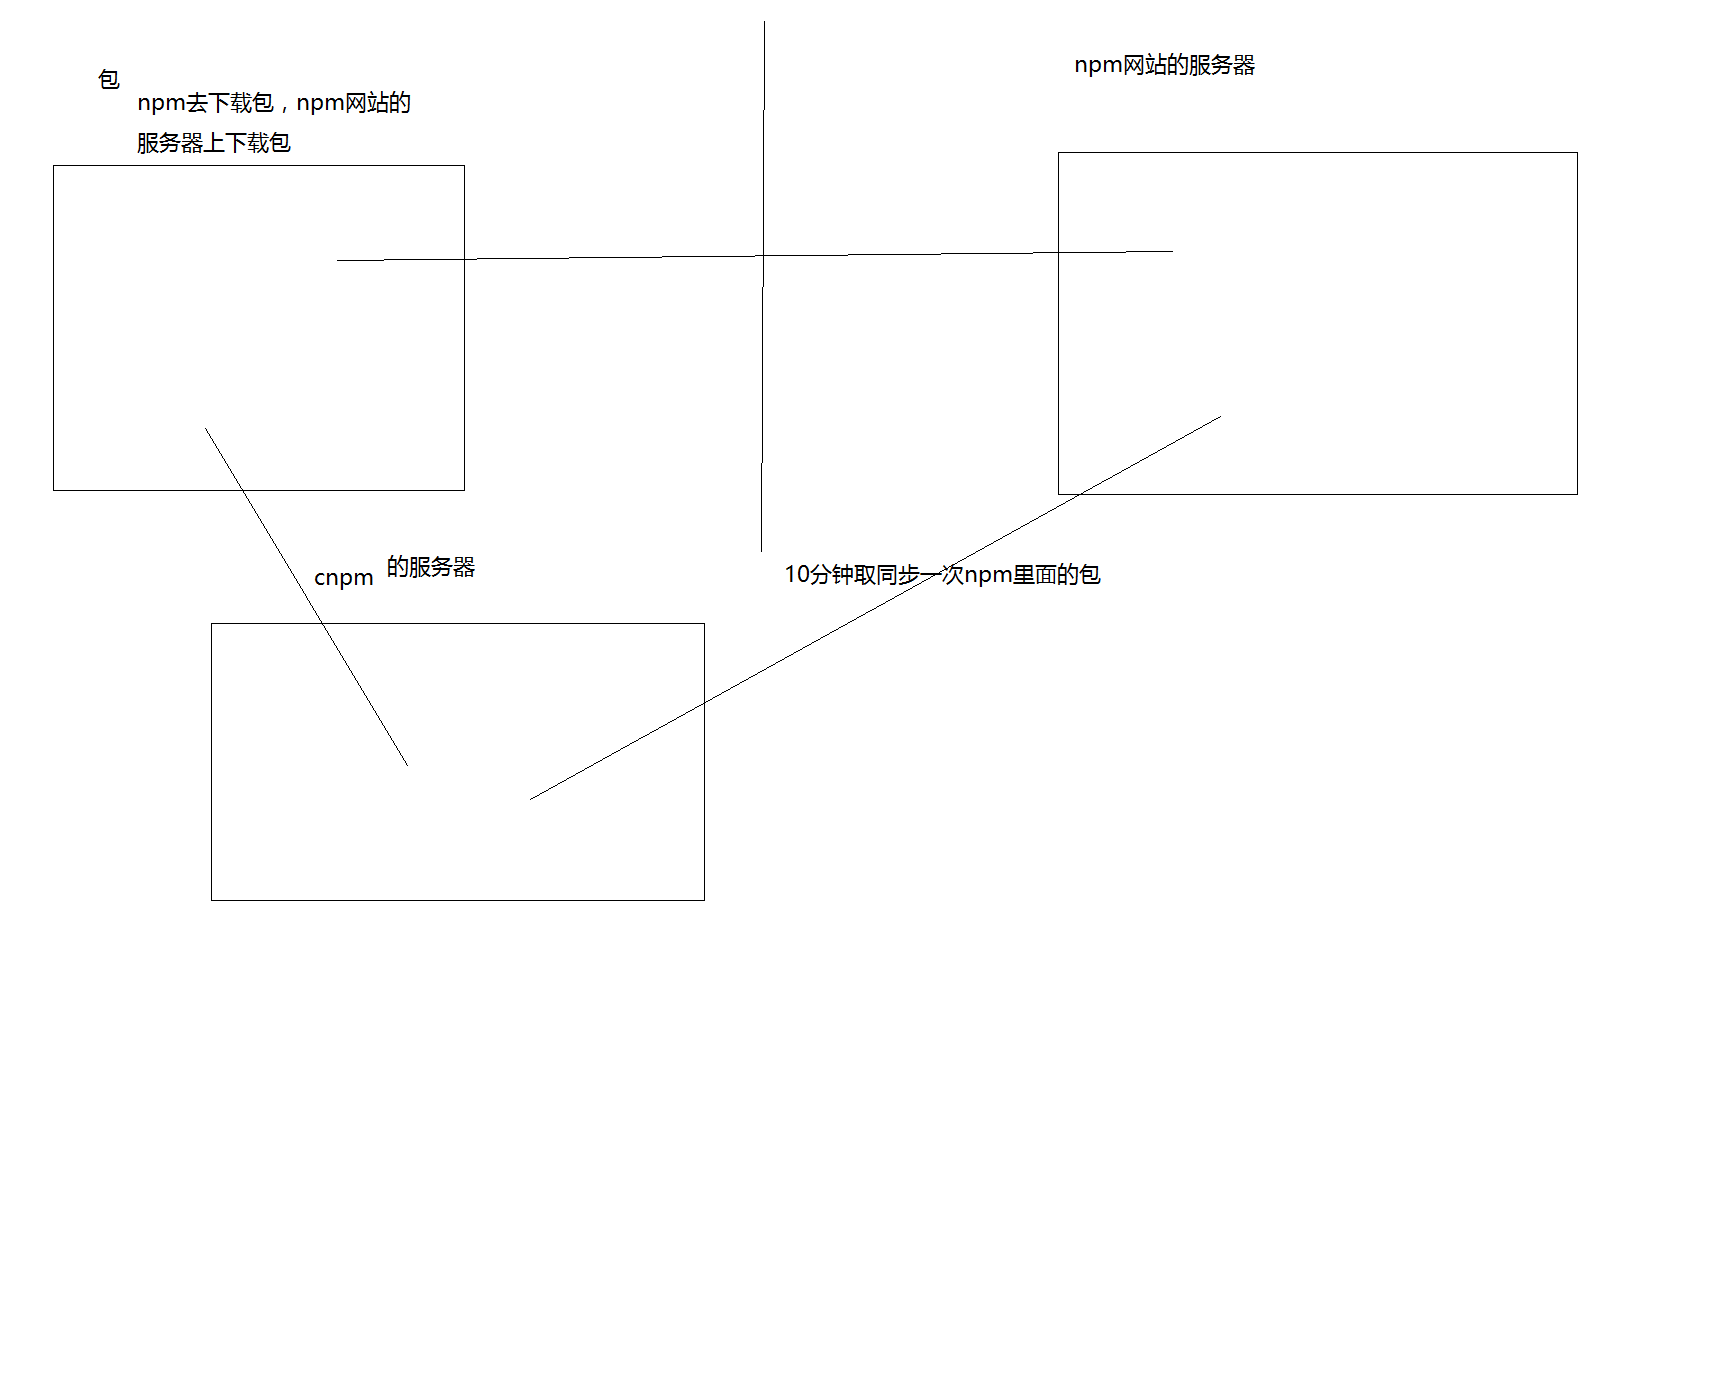 包
npm去下载包，npm网站的
服务器上下载包
npm网站的服务器
cnpm
的服务器
10分钟取同步一次npm里面的包